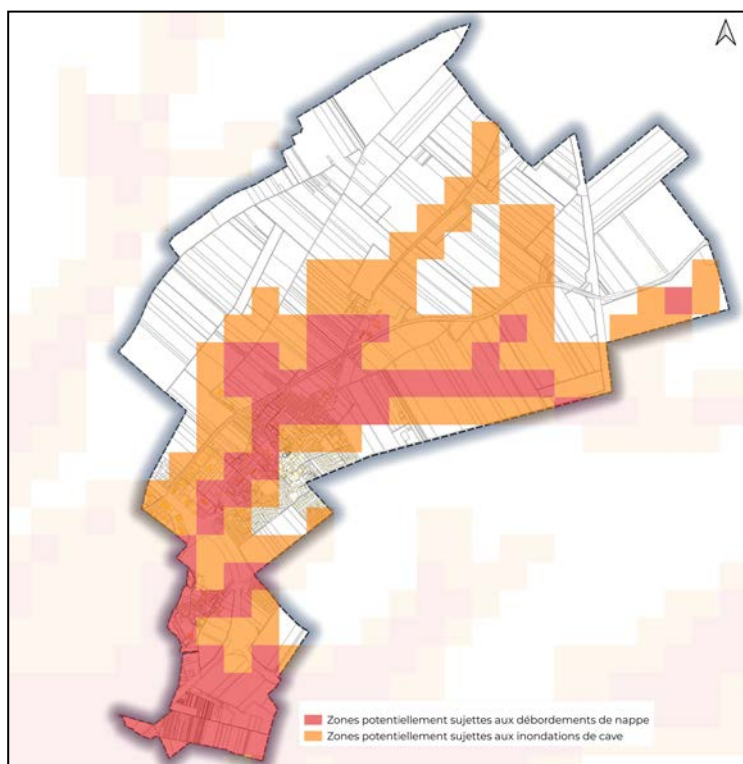 Zones potentiellement sujettes aux débordements de nappe
Zones potentiellement sujettes aux inondations de cave